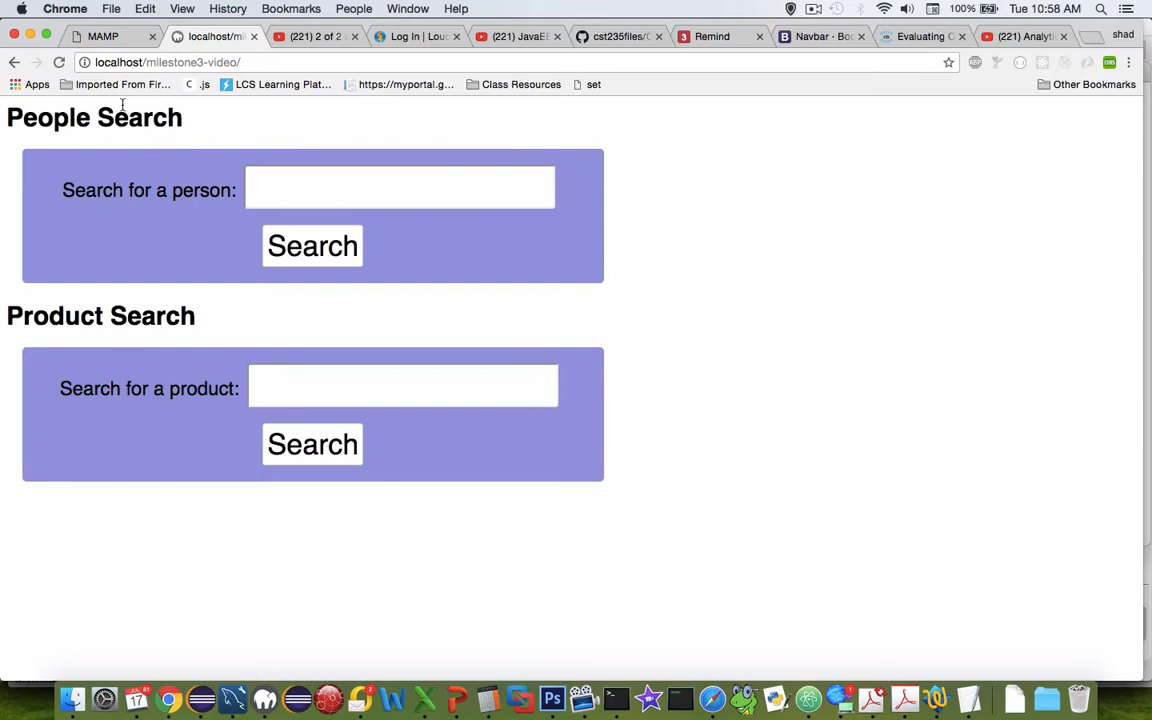 Chrome File Edit View History Bookmarks People Window Help 100% Tue 10:58 AM
MAMP localhost/mi (221) 2 of 2 Log In | Lou (221) JavaEE cst235files/ Remind Navbar · Boo Evaluating (221) Analyti shad
localhost/milestone3-video/
Apps Imported From Fir... C .js LCS Learning Plat... https://myportal.g... Class Resources set Other Bookmarks
People Search
Search for a person:
Search
Product Search
Search for a product:
Search